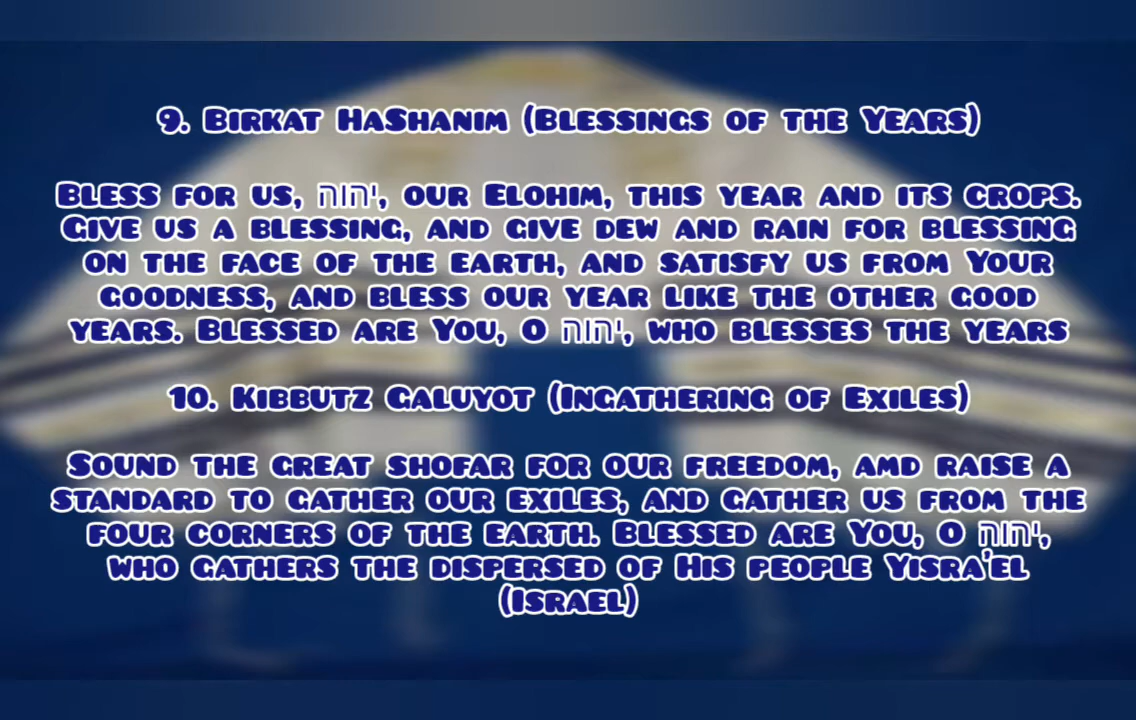 9. Birkat HaShanim (Blessings of the Years)
Bless for us, יהוה, our Elohim, this year and its crops.
Give us a blessing, and give dew and rain for blessing
on the face of the earth, and satisfy us from Your
goodness, and bless our year like the other good
years. Blessed are You, O יהוה, who blesses the years
10. Kibbutz Galuyot (Ingathering of Exiles)
Sound the great shofar for our freedom, amd raise a
standard to gather our exiles, and gather us from the
four corners of the earth. Blessed are You, O יהוה,
who gathers the dispersed of His people Yisra'el
(Israel)